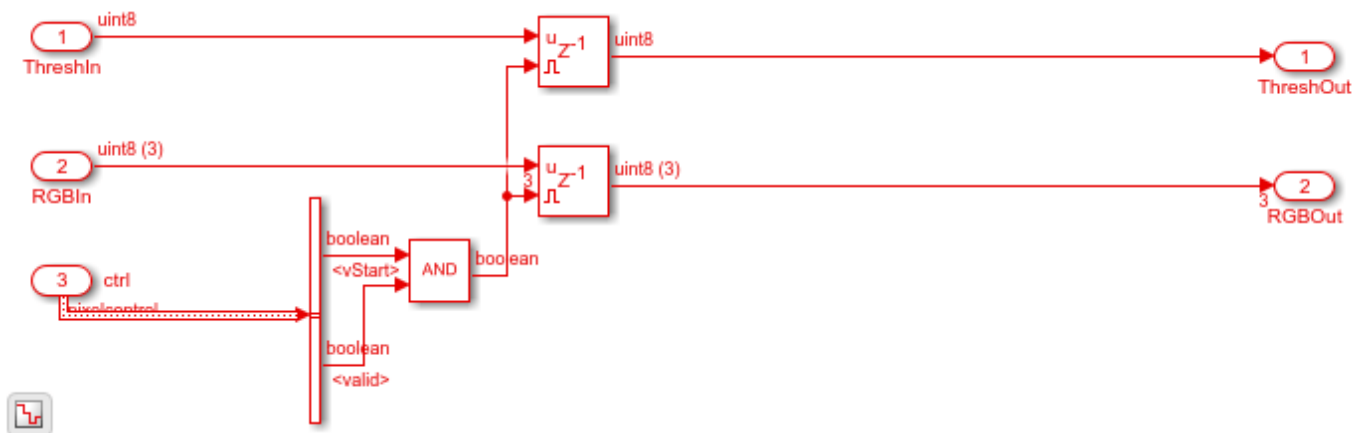 uint8
1
ThreshIn
u
Z-1
uint8
1
ThreshOut
uint8 (3)
2
RGBIn
3
u
Z-1
uint8 (3)
3
2
RGBOut
boolean
<vStart>
AND
boolean
3
ctrl
pixelcontrol
boolean
<valid>